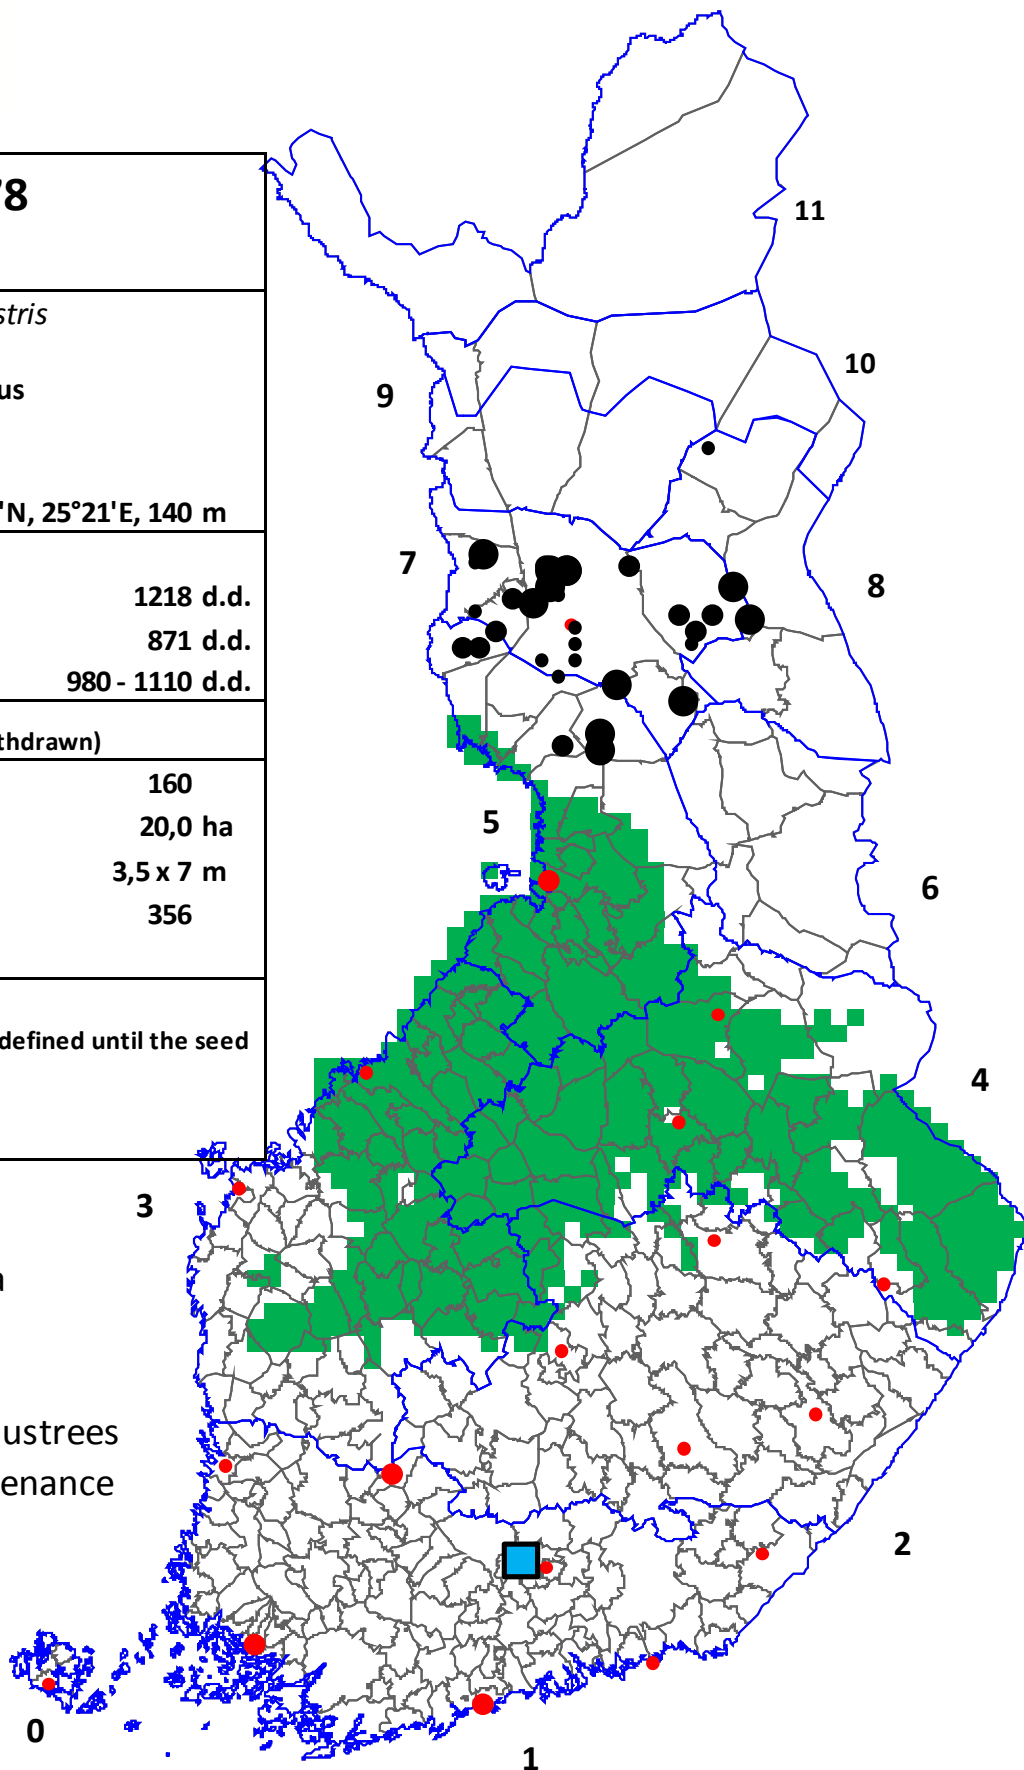 '8
stris
us
'N, 25°21'E, 140 m
1218 d.d.
871 d.d.
980 - 1110 d.d.
thdrawn)
160
20,0 ha
3,5 x 7 m
356
defined until the seed
a
ustrees
enance
11
10
9
7
8
5
6
4
3
2
0
1